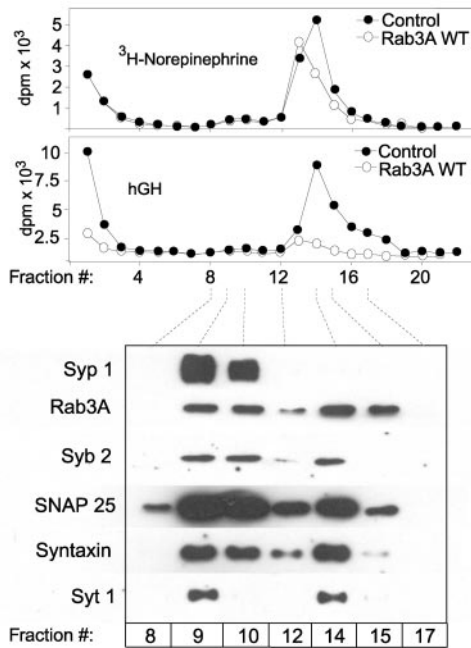 Control
Rab3A WT
³H-Norepinephrine
dpm x 10³
5
4
3
2
1
Control
Rab3A WT
hGH
dpm x 10³
10
7.5
5
2.5
Fraction #: 4 8 12 16 20
Syp 1
Rab3A
Syb 2
SNAP 25
Syntaxin
Syt 1
Fraction #: 8 9 10 12 14 15 17